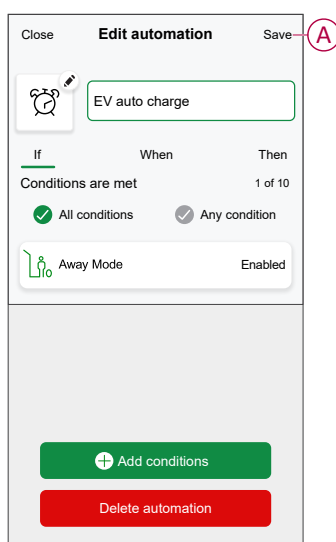 Close Edit automation Save A
EV auto charge
If When Then
Conditions are met 1 of 10
All conditions Any condition
Away Mode Enabled
Add conditions
Delete automation